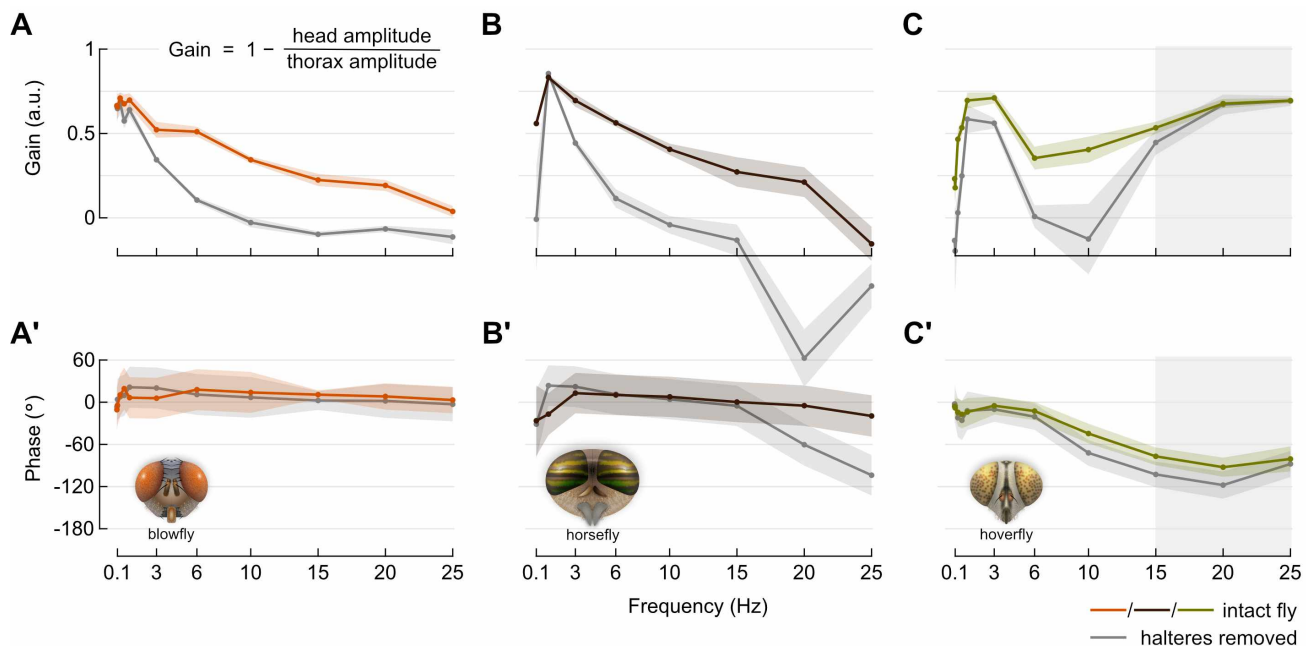 A
B
C
Gain = 1 − head amplitude / thorax amplitude
1
0.5
0
Gain (a.u.)
A'
B'
C'
60
0
-60
-120
-180
Phase (º)
blowfly
horsefly
hoverfly
0.1 3 6 10 15 20 25
0.1 3 6 10 15 20 25
0.1 3 6 10 15 20 25
Frequency (Hz)
/ / intact fly
halteres removed